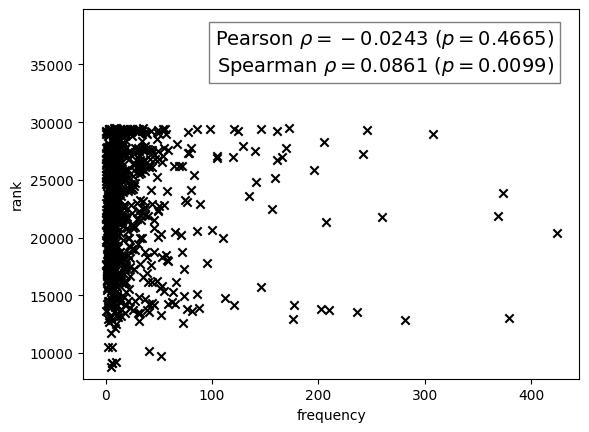 Pearson ρ = −0.0243 (p = 0.4665)
Spearman ρ = 0.0861 (p = 0.0099)
35000
30000
25000
20000
15000
10000
rank
0 100 200 300 400
frequency